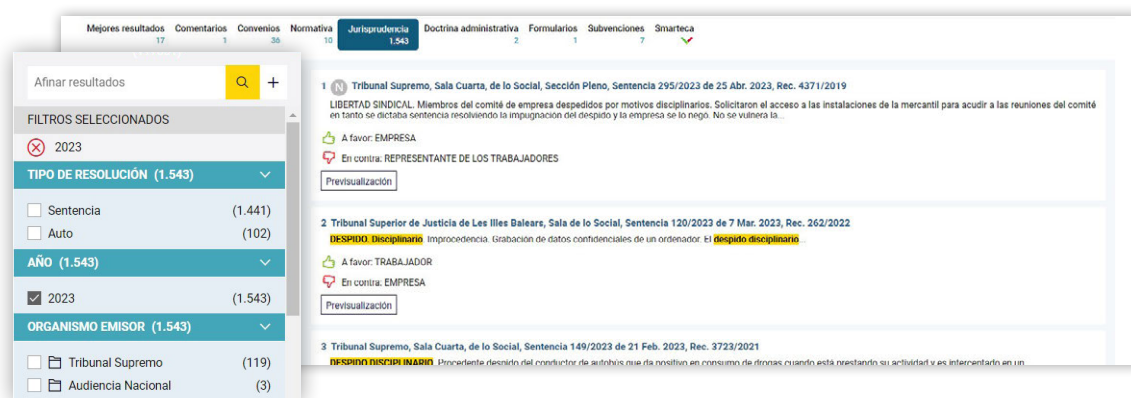 Mejores resultados Comentarios Convenios Normativa Jurisprudencia Doctrina administrativa Formularios Subvenciones Smarteca
17 1 36 10 1.543 2 1 7
Afinar resultados +
FILTROS SELECCIONADOS
2023
TIPO DE RESOLUCIÓN (1.543)
Sentencia (1.441)
Auto (102)
AÑO (1.543)
2023 (1.543)
ORGANISMO EMISOR (1.543)
Tribunal Supremo (119)
Audiencia Nacional (3)
1 N Tribunal Supremo, Sala Cuarta, de lo Social, Sección Pleno, Sentencia 295/2023 de 25 Abr. 2023, Rec. 4371/2019
LIBERTAD SINDICAL. Miembros del comité de empresa despedidos por motivos disciplinarios. Solicitaron el acceso a las instalaciones de la mercantil para acudir a las reuniones del comité
en tanto se dictaba sentencia resolviendo la impugnación del despido y la empresa se lo negó. No se vulnera la...
A favor: EMPRESA
En contra: REPRESENTANTE DE LOS TRABAJADORES
Previsualización
2 Tribunal Superior de Justicia de Les Illes Balears, Sala de lo Social, Sentencia 120/2023 de 7 Mar. 2023, Rec. 262/2022
DESPIDO. Disciplinario. Improcedencia. Grabación de datos confidenciales de un ordenador. El despido disciplinario...
A favor: TRABAJADOR
En contra: EMPRESA
Previsualización
3 Tribunal Supremo, Sala Cuarta, de lo Social, Sentencia 149/2023 de 21 Feb. 2023, Rec. 3723/2021
DESPIDO DISCIPLINARIO. Procedente despido del conductor de autobús que da positivo en consumo de drogas cuando está prestando su actividad y es interceptado en un